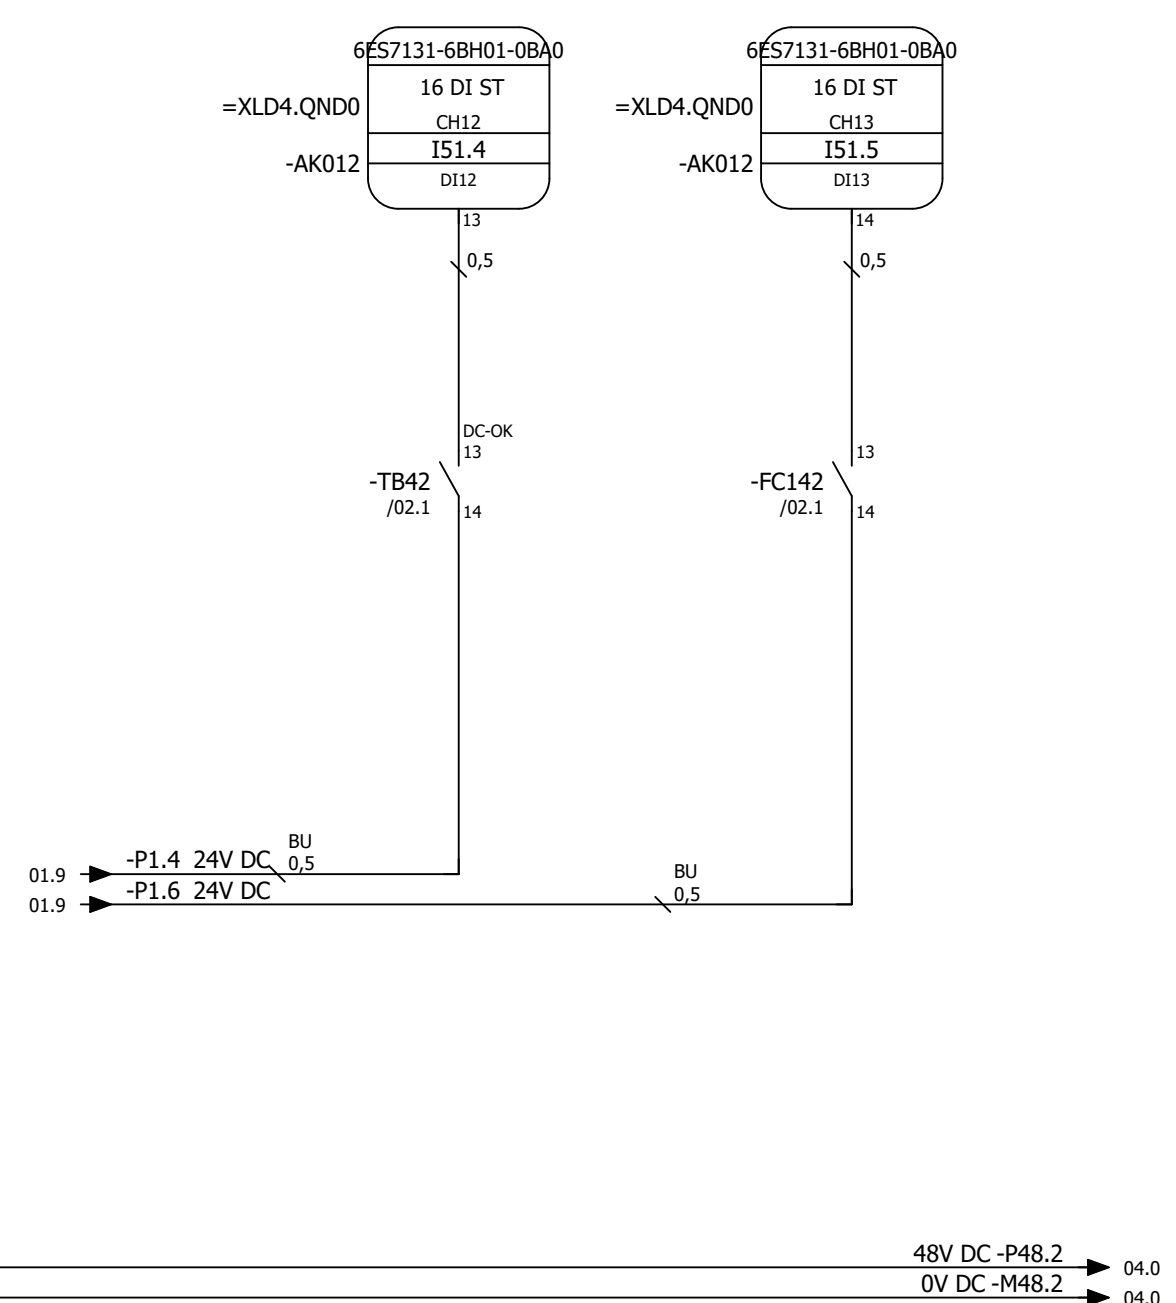 6ES7131-6BH01-0BA0 6ES7131-6BH01-0BA0
16 DI ST 16 DI ST
=XLD4.QND0 =XLD4.QND0
CH12 CH13
I51.4 I51.5
-AK012 -AK012
DI12 DI13
13 14
0,5 0,5
DC-OK
13 13
-TB42 -FC142
/02.1 /02.1
14 14
BU
-P1.4 24V DC 0,5
01.9
BU
-P1.6 24V DC 0,5
01.9
48V DC -P48.2
04.0
0V DC -M48.2
04.0